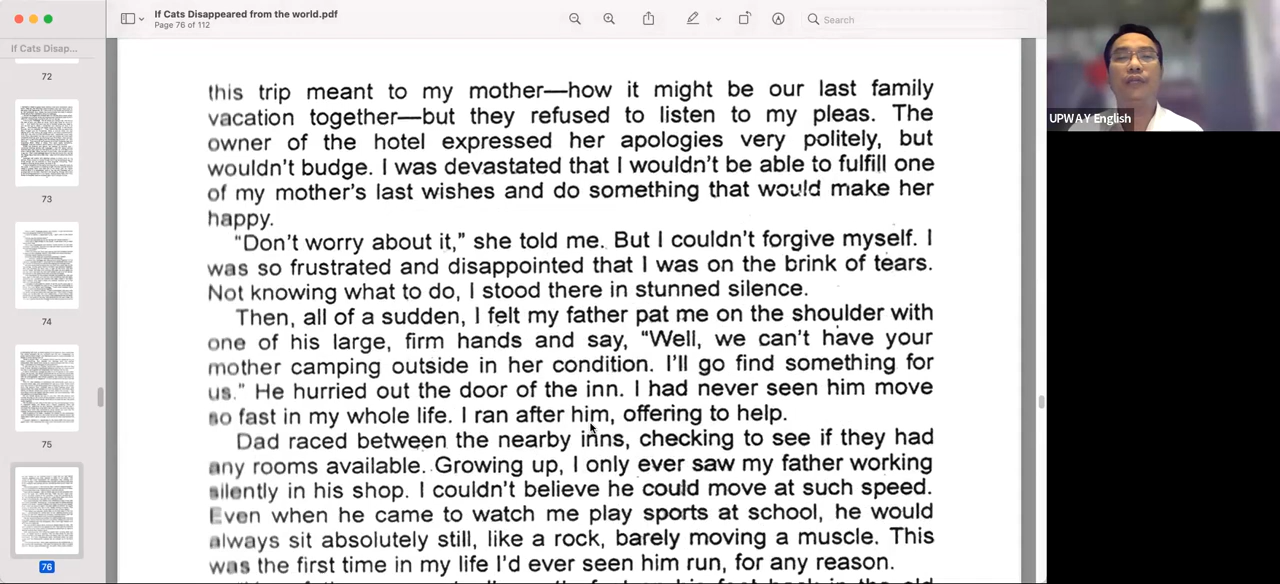 If Cats Disappeared from the world.pdf
Page 76 of 112
Search
If Cats Disap...
72
73
74
75
76
UPWAY English
this trip meant to my mother—how it might be our last family
vacation together—but they refused to listen to my pleas. The
owner of the hotel expressed her apologies very politely, but
wouldn't budge. I was devastated that I wouldn't be able to fulfill one
of my mother's last wishes and do something that would make her
happy.
"Don't worry about it," she told me. But I couldn't forgive myself. I
was so frustrated and disappointed that I was on the brink of tears.
Not knowing what to do, I stood there in stunned silence.
Then, all of a sudden, I felt my father pat me on the shoulder with
one of his large, firm hands and say, "Well, we can't have your
mother camping outside in her condition. I'll go find something for
us." He hurried out the door of the inn. I had never seen him move
so fast in my whole life. I ran after him, offering to help.
Dad raced between the nearby inns, checking to see if they had
any rooms available. Growing up, I only ever saw my father working
silently in his shop. I couldn't believe he could move at such speed.
Even when he came to watch me play sports at school, he would
always sit absolutely still, like a rock, barely moving a muscle. This
was the first time in my life I'd ever seen him run, for any reason.